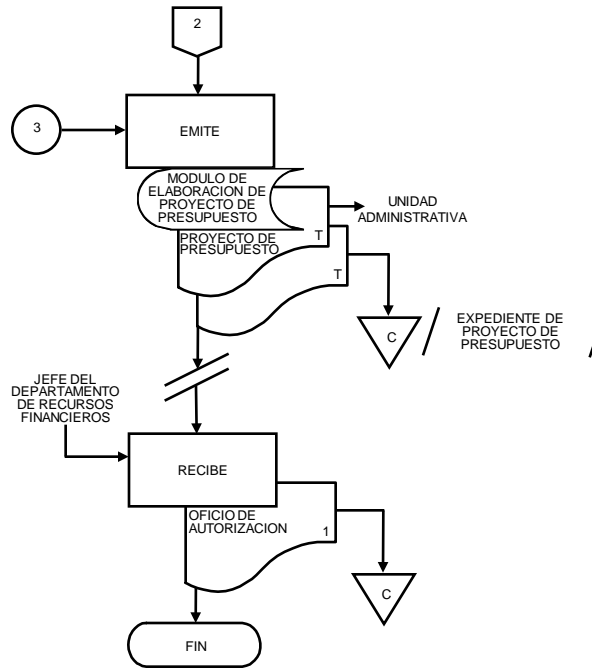 2
3
EMITE
MODULO DE
ELABORACION DE
PROYECTO DE
PRESUPUESTO
UNIDAD
ADMINISTRATIVA
PROYECTO DE
PRESUPUESTO
T
T
C
EXPEDIENTE DE
PROYECTO DE
PRESUPUESTO
JEFE DEL
DEPARTAMENTO
DE RECURSOS
FINANCIEROS
RECIBE
OFICIO DE
AUTORIZACION
1
C
FIN